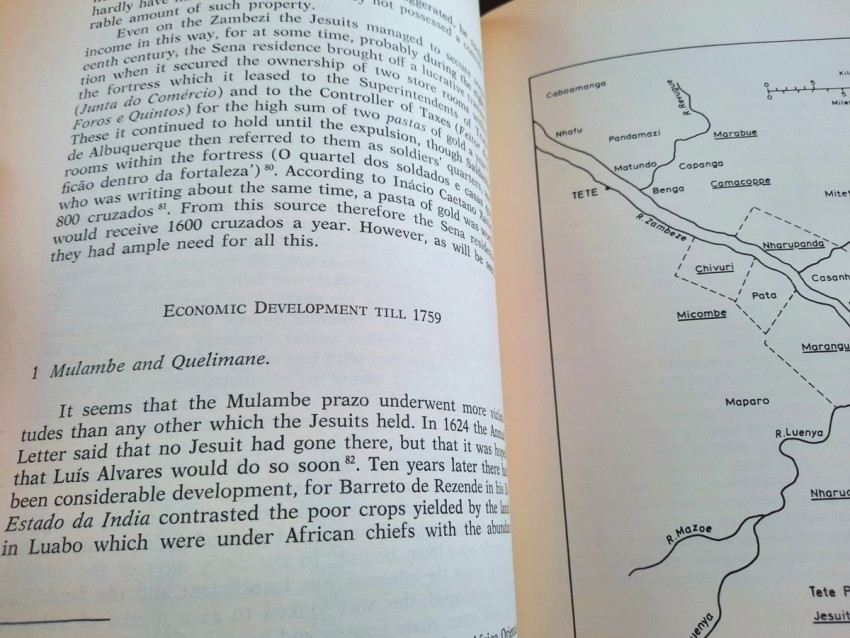 hardly have
rable amount of such property.
Even on the Zambezi the Jesuits managed to secure
income in this way, for at some time, probably during the
eenth century, the Sena residence brought off a lucrative
tion when it secured the ownership of two store rooms
the fortress which it leased to the Superintendents of
(Junta do Comércio) and to the Controller of Taxes
Foros e Quintos) for the high sum of two pastas of gold a
These it continued to hold until the expulsion, though
de Albuquerque then referred to them as soldiers' quarters
rooms within the fortress (O quartel dos soldados e casas
ficão dentro da fortaleza') 80. According to Inácio Caetano
who was writing about the same time, a pasta of gold was
800 cruzados 81. From this source therefore the Sena
would receive 1600 cruzados a year. However, as will be
they had ample need for all this.
ECONOMIC DEVELOPMENT TILL 1759
1 Mulambe and Quelimane.
It seems that the Mulambe prazo underwent more
tudes than any other which the Jesuits held. In 1624 the
Letter said that no Jesuit had gone there, but that it was
that Luís Alvares would do so soon 82. Ten years later there
been considerable development, for Barreto de Rezende in his
Estado da India contrasted the poor crops yielded by the
in Luabo which were under African chiefs with the
Caboamanga
R. Revugue
0 5
Nhafu
Pandamazi
Marabue
Matundo
Capanga
TETE
Benga
Camacoppe
R. Zambeze
Nharupanda
Chivuri
Casanh
Pata
Micombe
Marangu
Maparo
R. Luenya
R. Mazoe
Tete P
Jesuit